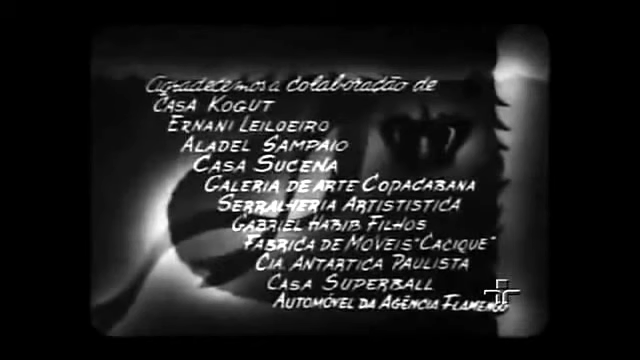 Agradecemos a colaboração de
CASA KOGUT
ERNANI LEILOEIRO
ALADEL SAMPAIO
CASA SUCENA
GALERIA DE ARTE COPACABANA
SERRALHERIA ARTISTISTICA
GABRIEL HABIB FILHOS
FABRICA DE MOVEIS "CACIQUE"
CIA. ANTARTICA PAULISTA
CASA SUPERBALL
AUTOMÓVEL DA AGÊNCIA FLAMENGO